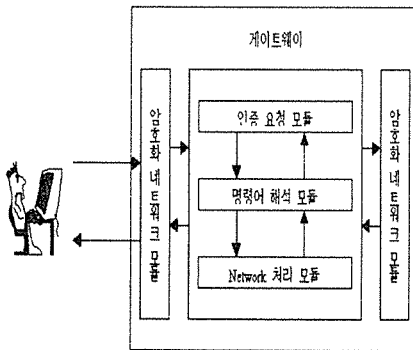 게이트웨이
암호화 네트워크 모듈
인증 요청 모듈
명령어 해석 모듈
Network 처리 모듈
암호화 네트워크 모듈